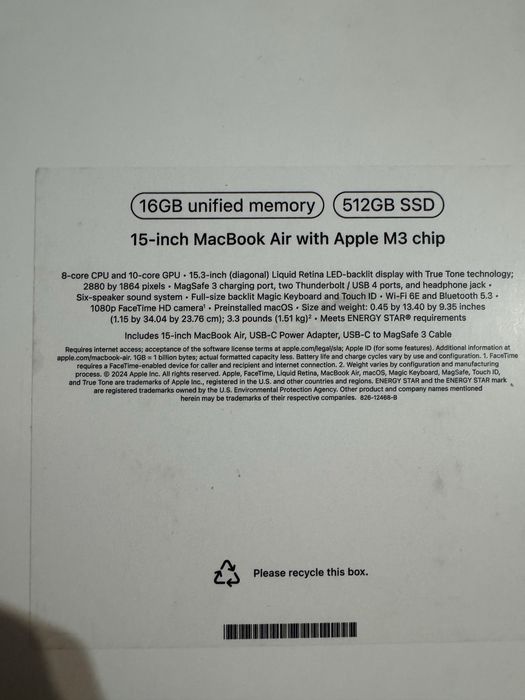 16GB unified memory 512GB SSD
15-inch MacBook Air with Apple M3 chip
8-core CPU and 10-core GPU • 15.3-inch (diagonal) Liquid Retina LED-backlit display with True Tone technology;
2880 by 1864 pixels • MagSafe 3 charging port, two Thunderbolt / USB 4 ports, and headphone jack •
Six-speaker sound system • Full-size backlit Magic Keyboard and Touch ID • Wi-Fi 6E and Bluetooth 5.3 •
1080p FaceTime HD camera¹ • Preinstalled macOS • Size and weight: 0.45 by 13.40 by 9.35 inches
(1.15 by 34.04 by 23.76 cm); 3.3 pounds (1.51 kg)² • Meets ENERGY STAR® requirements
Includes 15-inch MacBook Air, USB-C Power Adapter, USB-C to MagSafe 3 Cable
Requires internet access; acceptance of the software license terms at apple.com/legal/sla; Apple ID (for some features). Additional information at
apple.com/macbook-air. 1GB = 1 billion bytes; actual formatted capacity less. Battery life and charge cycles vary by use and configuration. 1. FaceTime
requires a FaceTime-enabled device for caller and recipient and internet connection. 2. Weight varies by configuration and manufacturing
process. © 2024 Apple Inc. All rights reserved. Apple, FaceTime, Liquid Retina, MacBook Air, macOS, Magic Keyboard, MagSafe, Touch ID,
and True Tone are trademarks of Apple Inc., registered in the U.S. and other countries and regions. ENERGY STAR and the ENERGY STAR mark
are registered trademarks owned by the U.S. Environmental Protection Agency. Other product and company names mentioned
herein may be trademarks of their respective companies. 826-12468-B
Please recycle this box.